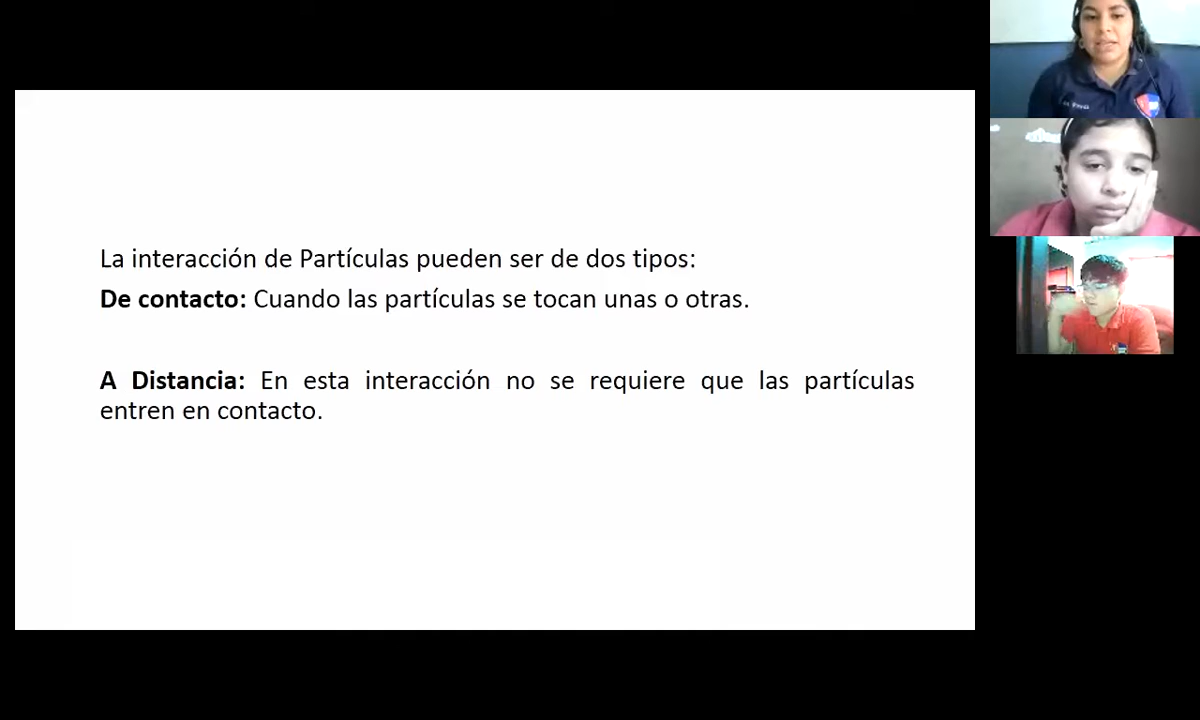 La interacción de Partículas pueden ser de dos tipos:
De contacto: Cuando las partículas se tocan unas o otras.
A Distancia: En esta interacción no se requiere que las partículas
entren en contacto.